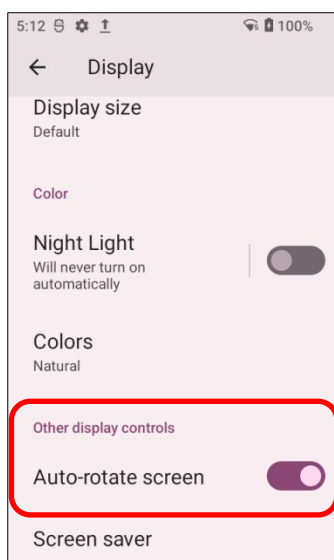 5:12 100%
Display
Display size
Default
Color
Night Light
Will never turn on
automatically
Colors
Natural
Other display controls
Auto-rotate screen
Screen saver